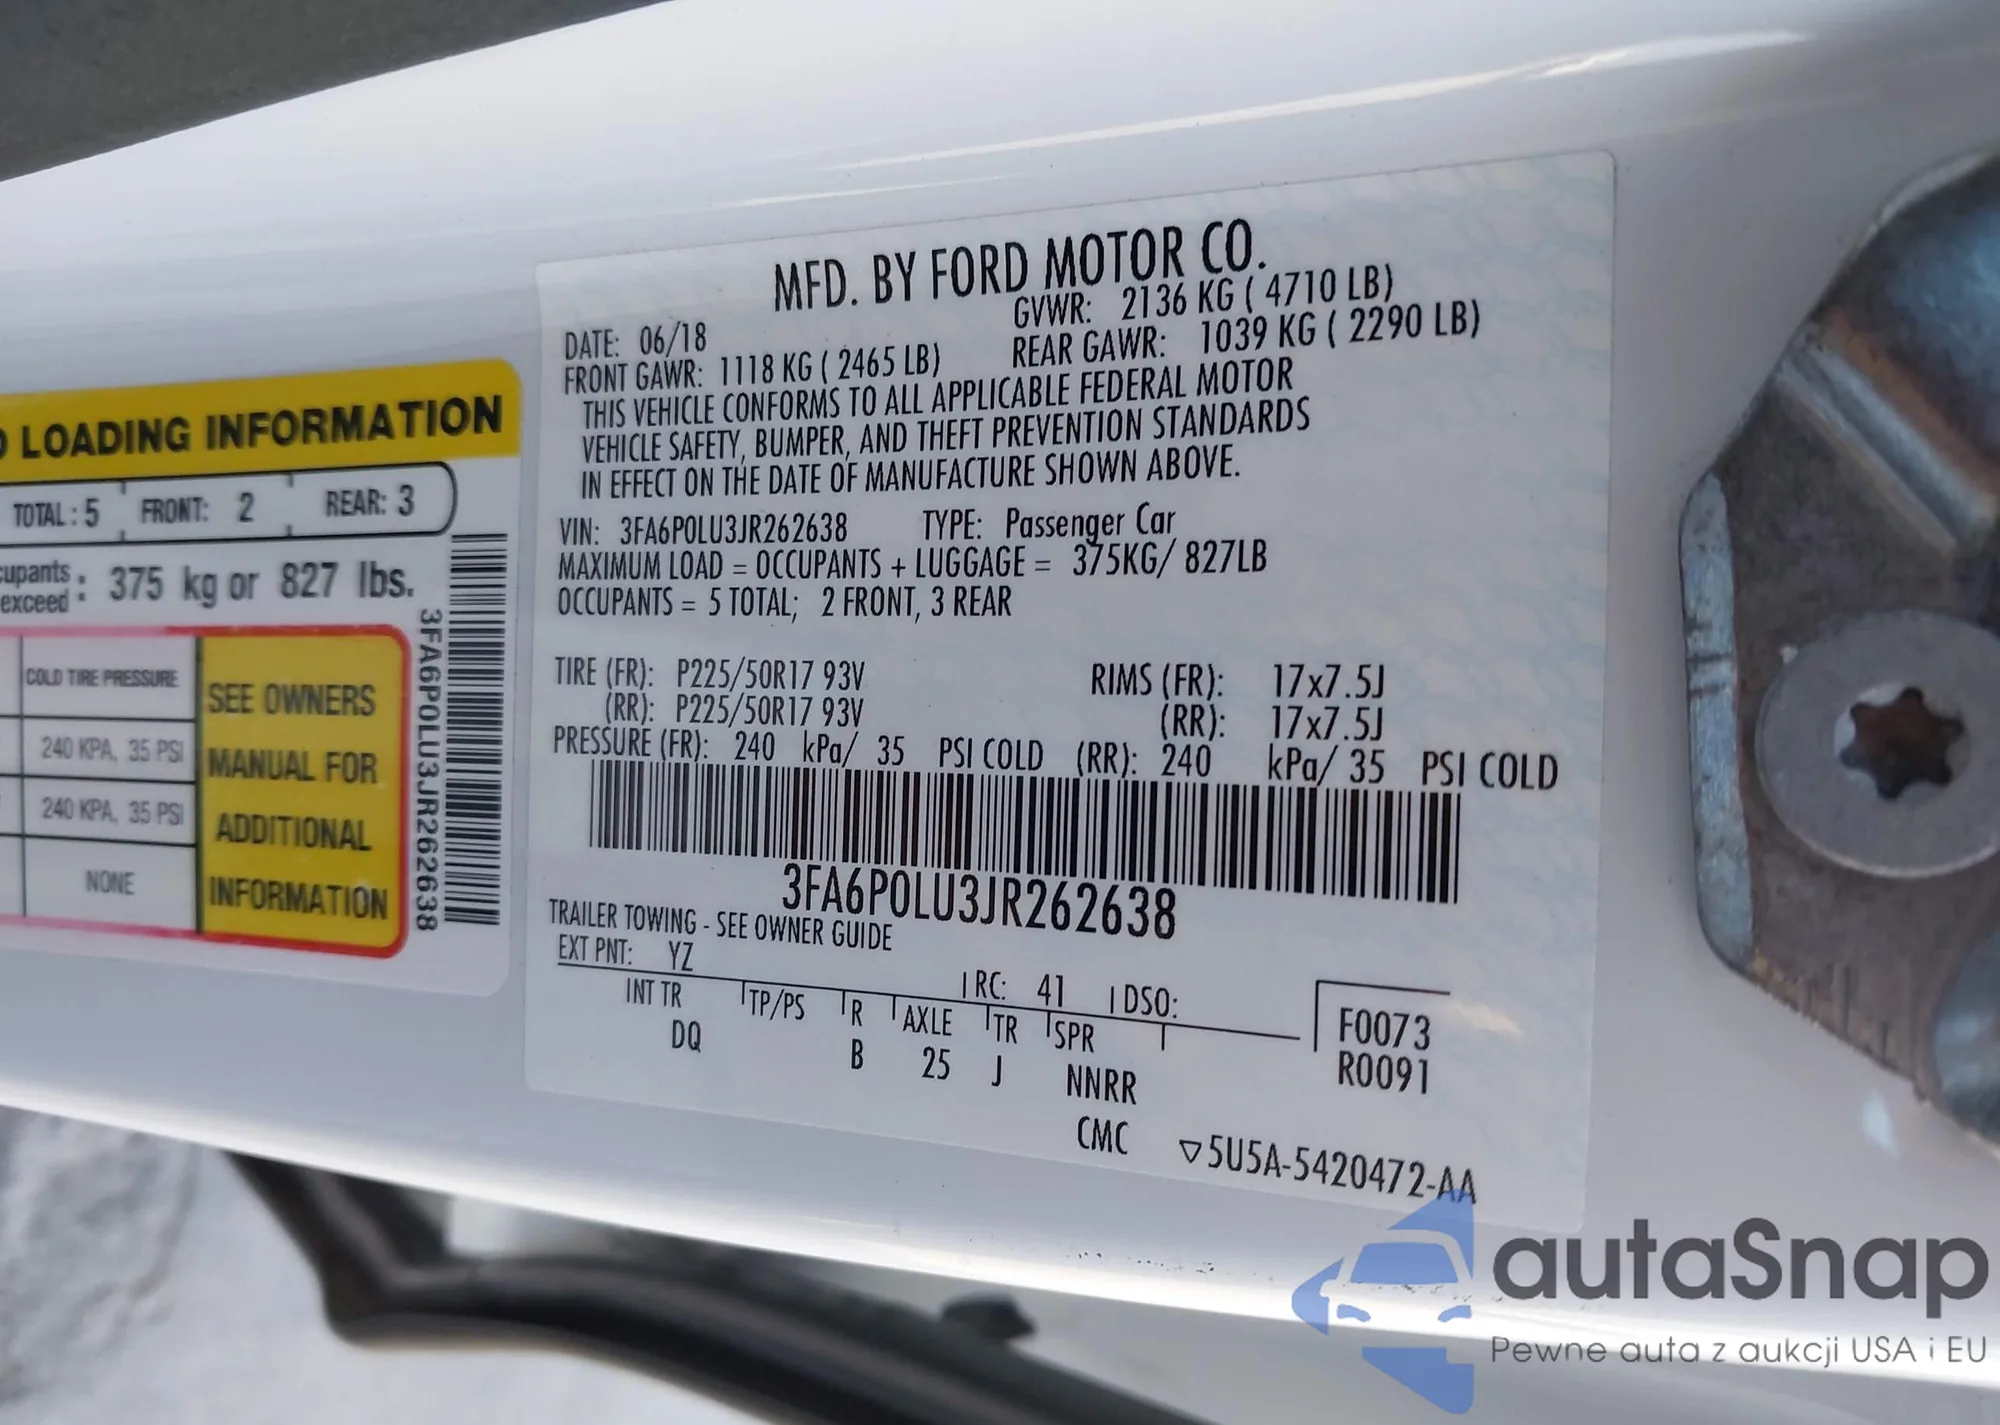 LOADING INFORMATION
TOTAL: 5 FRONT: 2 REAR: 3
375 kg or 827 lbs.
exceed
COLD TIRE PRESSURE
240 KPA, 35 PSI
240 KPA, 35 PSI
NONE
SEE OWNERS
MANUAL FOR
ADDITIONAL
INFORMATION
3FA6P0LU3JR262638
MFD. BY FORD MOTOR CO.
DATE: 06/18 GVWR: 2136 KG ( 4710 LB)
FRONT GAWR: 1118 KG ( 2465 LB) REAR GAWR: 1039 KG ( 2290 LB)
THIS VEHICLE CONFORMS TO ALL APPLICABLE FEDERAL MOTOR
VEHICLE SAFETY, BUMPER, AND THEFT PREVENTION STANDARDS
IN EFFECT ON THE DATE OF MANUFACTURE SHOWN ABOVE.
VIN: 3FA6P0LU3JR262638 TYPE: Passenger Car
MAXIMUM LOAD = OCCUPANTS + LUGGAGE = 375KG/ 827LB
OCCUPANTS = 5 TOTAL; 2 FRONT, 3 REAR
TIRE (FR): P225/50R17 93V RIMS (FR): 17x7.5J
(RR): P225/50R17 93V (RR): 17x7.5J
PRESSURE (FR): 240 kPa/ 35 PSI COLD (RR): 240 kPa/ 35 PSI COLD
3FA6P0LU3JR262638
TRAILER TOWING - SEE OWNER GUIDE
EXT PNT: YZ RC: 41 DSO:
INT TR TP/PS R AXLE TR SPR
DQ B 25 J NNRR
F0073
R0091
CMC ▽5U5A-5420472-AA
autaSnap
Pewne auta z aukcji USA i EU